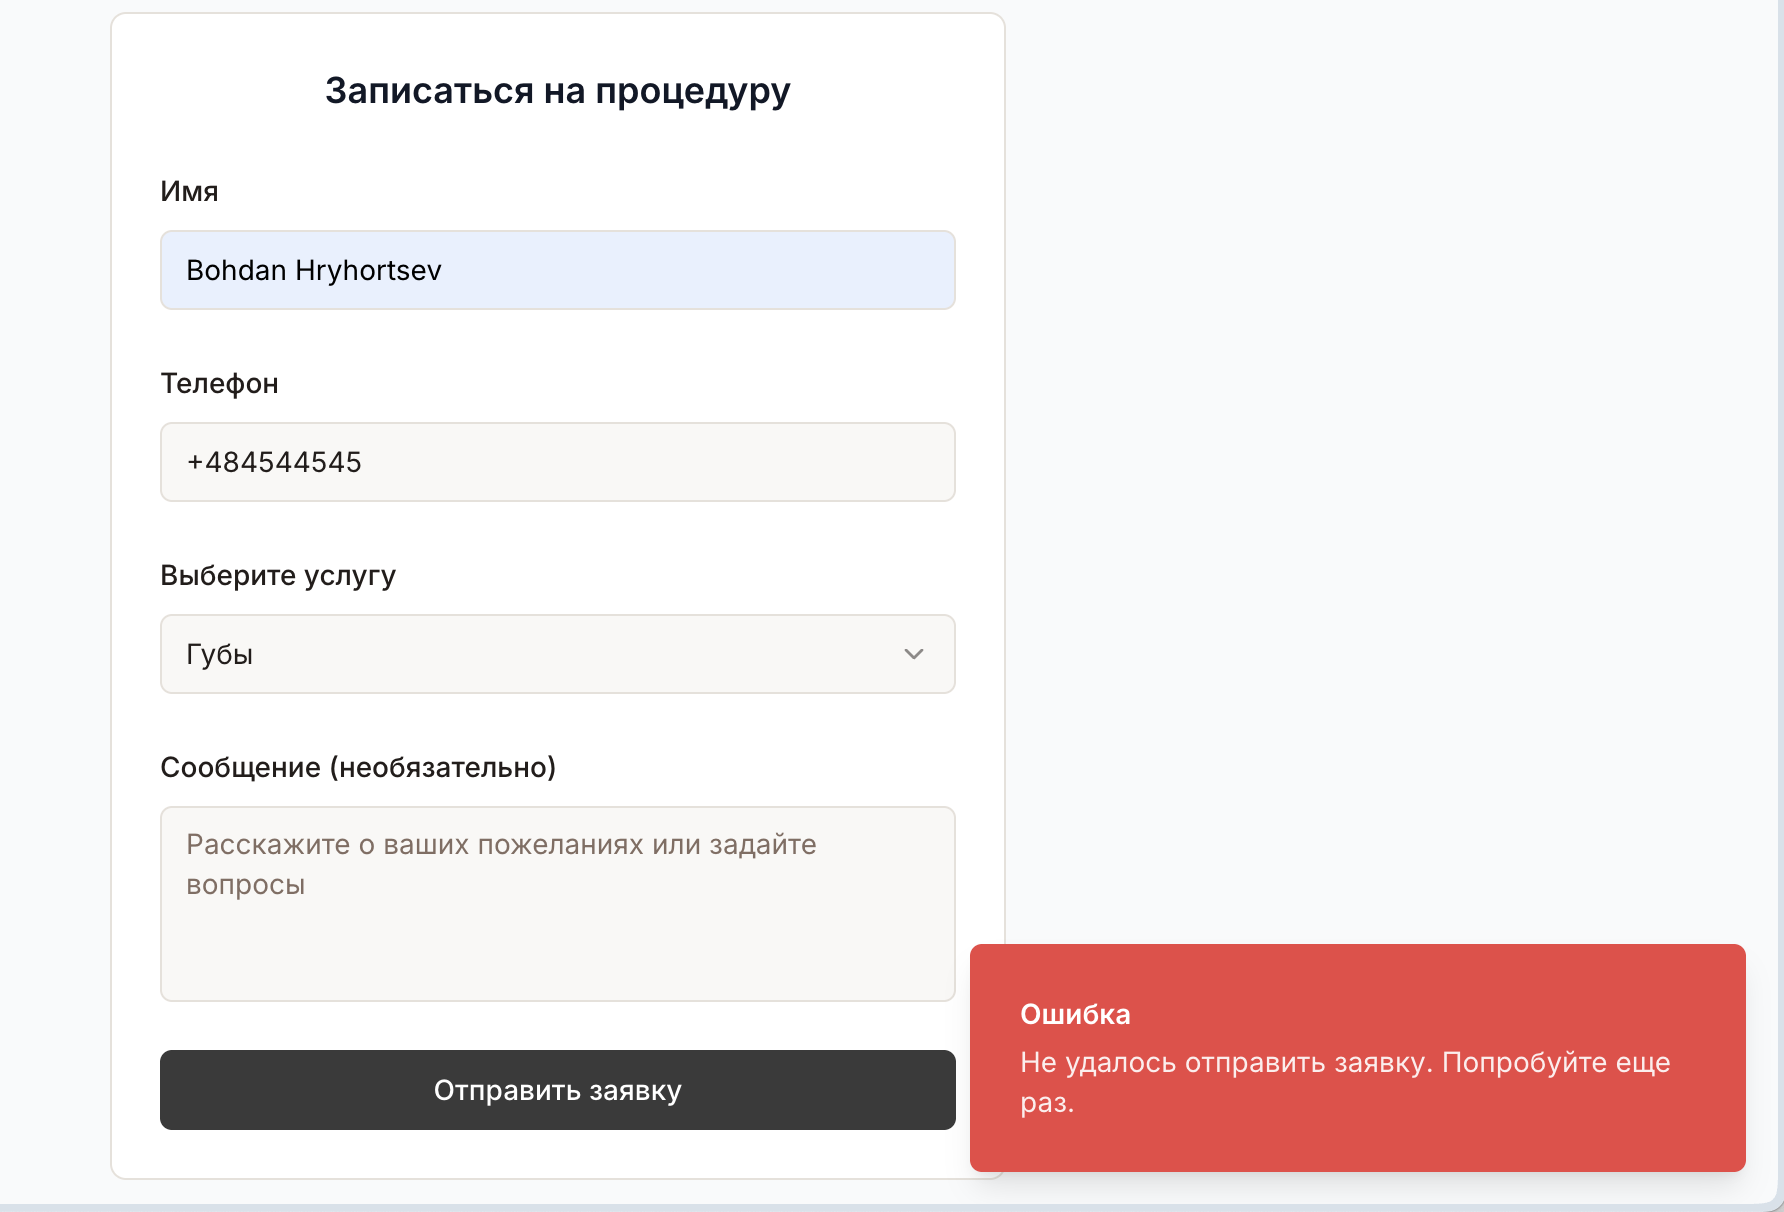 Записаться на процедуру
Имя
Bohdan Hryhortsev
Телефон
+484544545
Выберите услугу
Губы
Сообщение (необязательно)
Расскажите о ваших пожеланиях или задайте
вопросы
Отправить заявку
Ошибка
Не удалось отправить заявку. Попробуйте еще
раз.